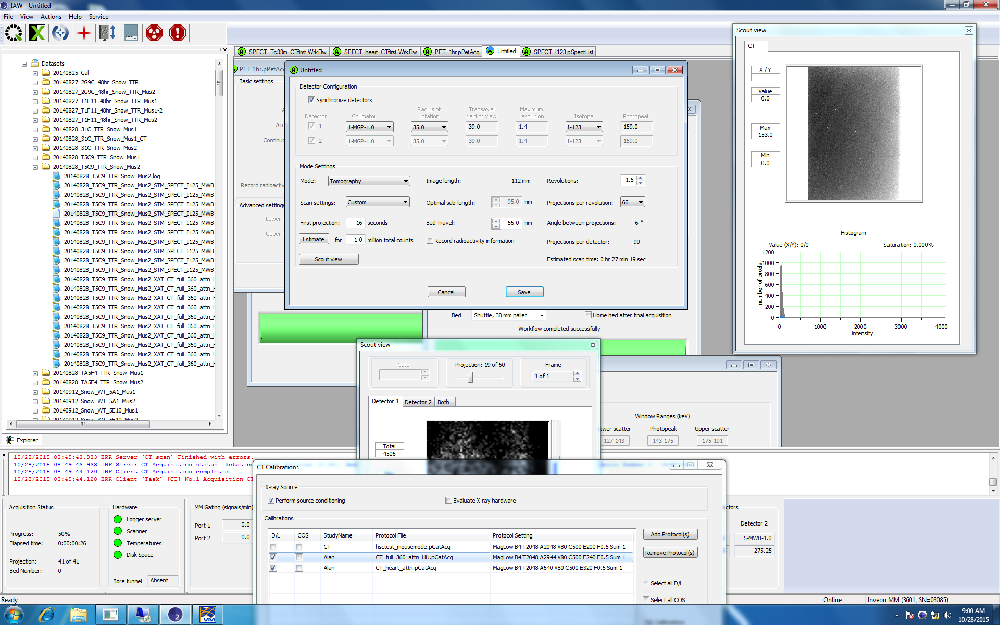 IAW - Untitled
File View Actions Help Service
SPECT_Tc99m_CTfirst.WrkFlw
SPECT_heart_CTfirst.WrkFlw
PET_1hr.pPetAcq
Untitled
SPECT_I123.pSpectHst
Datasets
20140825_Cal
20140827_2G9C_48hr_Snow_TTR
20140827_2G9C_48hr_Snow_TTR_Mus2
20140827_T1F11_48hr_Snow_TTR_Mus1
20140827_T1F11_48hr_Snow_TTR_Mus1-2
20140827_T1F11_48hr_Snow_TTR_Mus2
20140828_31C_TTR_Snow_Mus1
20140828_31C_TTR_Snow_Mus1_CT
20140828_31C_TTR_Snow_Mus2
20140828_T5C9_TTR_Snow_Mus1
20140828_T5C9_TTR_Snow_Mus2
20140828_T5C9_TTR_Snow_Mus2.log
20140828_T5C9_TTR_Snow_Mus2_STM_SPECT_I125_MWB
20140828_T5C9_TTR_Snow_Mus2_STM_SPECT_I125_MWB
20140828_T5C9_TTR_Snow_Mus2_STM_SPECT_I125_MWB
20140828_T5C9_TTR_Snow_Mus2_STM_SPECT_I125_MWB
20140828_T5C9_TTR_Snow_Mus2_STM_SPECT_I125_MWB
20140828_T5C9_TTR_Snow_Mus2_STM_SPECT_I125_MWB
20140828_T5C9_TTR_Snow_Mus2_STM_SPECT_I125_MWB
20140828_T5C9_TTR_Snow_Mus2_STM_SPECT_I125_MWB
20140828_T5C9_TTR_Snow_Mus2_STM_SPECT_I125_MWB
20140828_T5C9_TTR_Snow_Mus2_STM_SPECT_I125_MWB
20140828_T5C9_TTR_Snow_Mus2_XAT_CT_full_360_attn_H
20140828_T5C9_TTR_Snow_Mus2_XAT_CT_full_360_attn_H
20140828_T5C9_TTR_Snow_Mus2_XAT_CT_full_360_attn_H
20140828_T5C9_TTR_Snow_Mus2_XAT_CT_full_360_attn_H
20140828_T5C9_TTR_Snow_Mus2_XAT_CT_full_360_attn_H
20140828_T5C9_TTR_Snow_Mus2_XAT_CT_full_360_attn_H
20140828_T5C9_TTR_Snow_Mus2_XAT_CT_full_360_attn_H
20140828_T5C9_TTR_Snow_Mus2_XAT_CT_full_360_attn_H
20140828_T5C9_TTR_Snow_Mus2_XAT_CT_full_360_attn_H
20140828_T5C9_TTR_Snow_Mus2_XAT_CT_full_360_attn_H
20140828_TA5F4_TTR_Snow_Mus1
20140828_TA5F4_TTR_Snow_Mus2
20140912_Snow_WT_5A1_Mus1
20140912_Snow_WT_5A1_Mus2
20140912_Snow_WT_5E10_Mus1
20140912_Snow_WT_5E10_Mus2
Explorer
PET_1hr.pPetAc
Basic settings
Continuo
Record radioactiv
Advanced settings
Lower le
Upper le
Untitled
Detector Configuration
Synchronize detectors
Detector
Collimator
Radius of rotation
Transaxial field of view
Maximum resolution
Isotope
Photopeak
1 1-MGP-1.0 35.0 39.0 1.4 I-123 159.0
2 1-MGP-1.0 35.0 39.0 1.4 I-123 159.0
Mode Settings
Mode: Tomography
Image length: 112 mm
Revolutions: 1.5
Scan settings: Custom
Optimal sub-length: 95.0 mm
Projections per revolution: 60
First projection: 16 seconds
Bed Travel: 56.0 mm
Angle between projections: 6 °
Estimate for 1.0 million total counts
Record radioactivity information
Projections per detector: 90
Scout view
Estimated scan time: 0 hr 27 min 19 sec
Cancel
Save
Bed Shuttle, 38 mm pallet
Home bed after final acquisition
Workflow completed successfully
Scout view
CT
X / Y
Value
0.0
Max
153.0
Min
0.0
Histogram
Value (X/Y): 0/0
Saturation: 0.000%
number of pixels
1200
1000
800
600
400
200
0
0 1000 2000 3000 4000
intensity
Scout view
Gate
Projection: 19 of 60
Frame
1 of 1
Detector 1
Detector 2
Both
Total
4506
Window Ranges (keV)
ower scatter
Photopeak
Upper scatter
127-143
143-175
175-191
10/28/2015 08:49:43.933 ERR Server [CT scan] Finished with errors.
10/28/2015 08:49:43.933 INF Server CT Acquisition status: Rotation
10/28/2015 08:49:44.120 INF Client CT Acquisition completed.
10/28/2015 08:49:44.120 ERR Client [Task] [CT] No.1 Acquisition CT
CT Calibrations
X-ray Source
Perform source conditioning
Evaluate X-ray hardware
Calibrations
D/L COS StudyName Protocol File Protocol Setting
CT hsctest_mousemode.pCatAcq MagLow B4 T2048 A2048 V80 C500 E200 F0.5 Sum 1
Alan CT_full_360_attn_HU.pCatAcq MagLow B4 T2048 A2944 V80 C500 E240 F0.5 Sum 1
Alan CT_heart_attn.pCatAcq MagLow B4 T2048 A640 V80 C500 E320 F0.5 Sum 1
Add Protocol(s)
Remove Protocol(s)
Select all D/L
Select all COS
Acquisition Status
Progress: 50%
Elapsed time: 0:00:00:26
Projection: 41 of 41
Bed Number: 0
Hardware
Logger server
Scanner
Temperatures
Disk Space
Bore tunnel Absent
MM Gating (signals/min)
Port 1 0.0
Port 2 0.0
ctors
Detector 2
5-MWB-1.0
275.25
Ready
Online
Inveon MM (3601, SN=03085)
VM
9:00 AM
10/28/2015